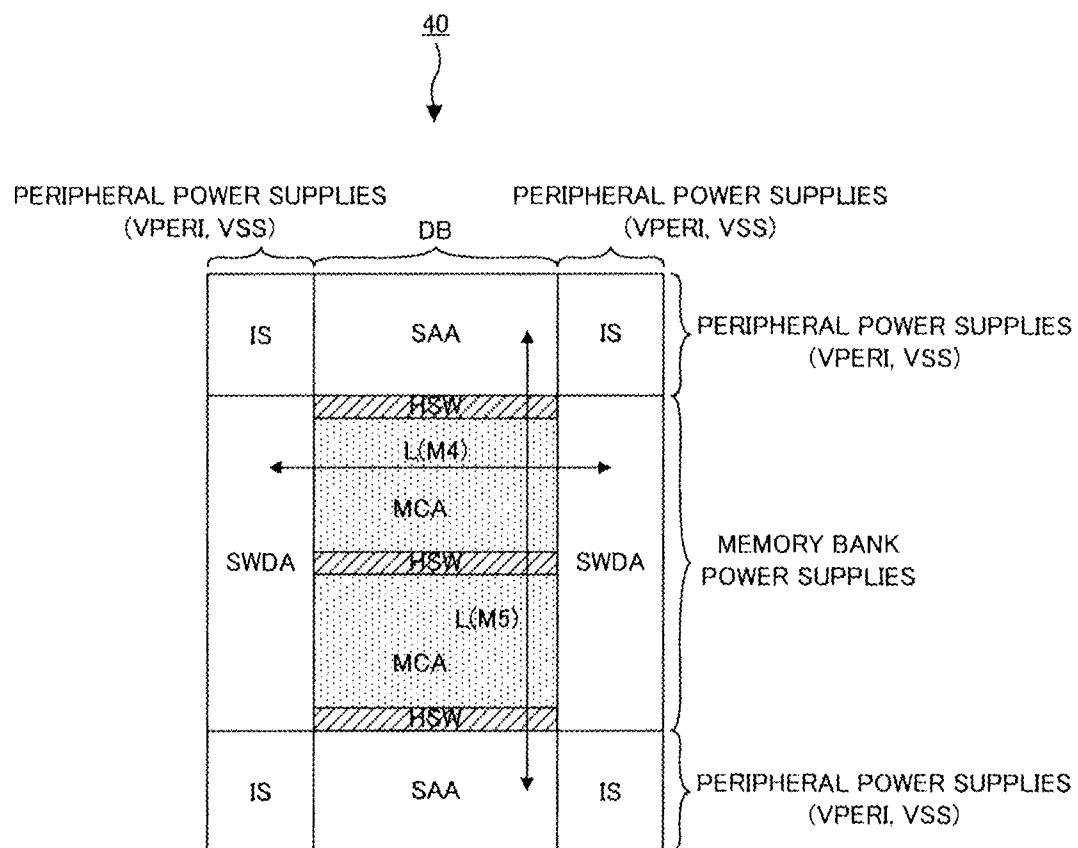 40
PERIPHERAL POWER SUPPLIES
(VPERI, VSS)
DB
PERIPHERAL POWER SUPPLIES
(VPERI, VSS)
IS
SAA
IS
PERIPHERAL POWER SUPPLIES
(VPERI, VSS)
HSW
L(M4)
MCA
SWDA
HSW
SWDA
MEMORY BANK
POWER SUPPLIES
L(M5)
MCA
HSW
IS
SAA
IS
PERIPHERAL POWER SUPPLIES
(VPERI, VSS)